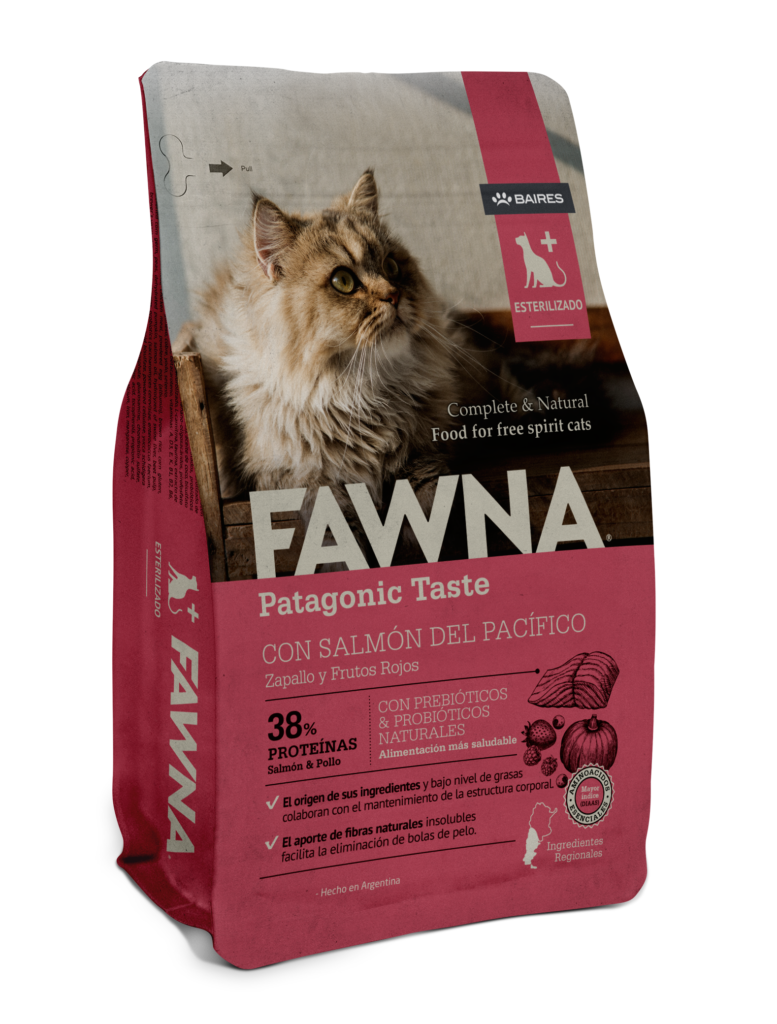 Pull
BAIRES
ESTERILIZADO
Complete & Natural
Food for free spirit cats
FAWNA®
Patagonic Taste
CON SALMÓN DEL PACÍFICO
Zapallo y Frutos Rojos
38%
PROTEÍNAS
Salmón & Pollo
CON PREBIÓTICOS
& PROBIÓTICOS
NATURALES
Alimentación más saludable
El origen de sus ingredientes y bajo nivel de grasas
colaboran con el mantenimiento de la estructura corporal.
El aporte de fibras naturales insolubles
facilita la eliminación de bolas de pelo.
AMINOÁCIDOS
Mayor
índice
DIAAD
ESENCIALES
Ingredientes
Regionales
- Hecho en Argentina
ESTERILIZADO
FAWNA